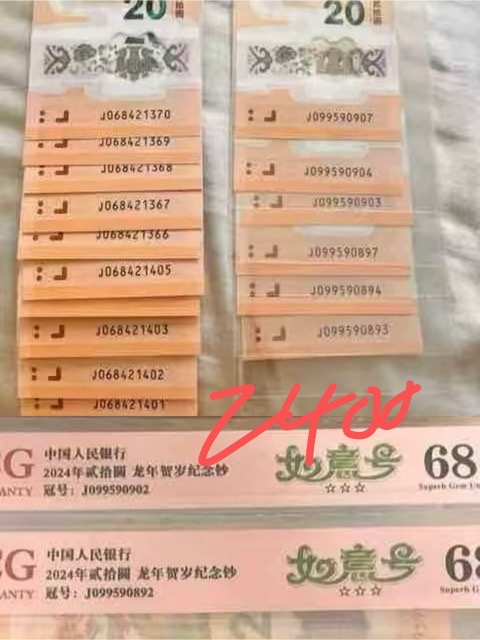 20
J068421370
J068421369
J068421368
J068421367
J068421366
J068421405
J068421403
J068421402
J068421401
20
J099590907
J099590904
J099590903
J099590897
J099590894
J099590893
2400
中国人民银行
2024年贰拾圆 龙年贺岁纪念钞
冠号: J099590902
如意号
☆☆☆
68
Superb Gem
中国人民银行
2024年贰拾圆 龙年贺岁纪念钞
冠号: J099590892
如意号
☆☆☆
68
Superb